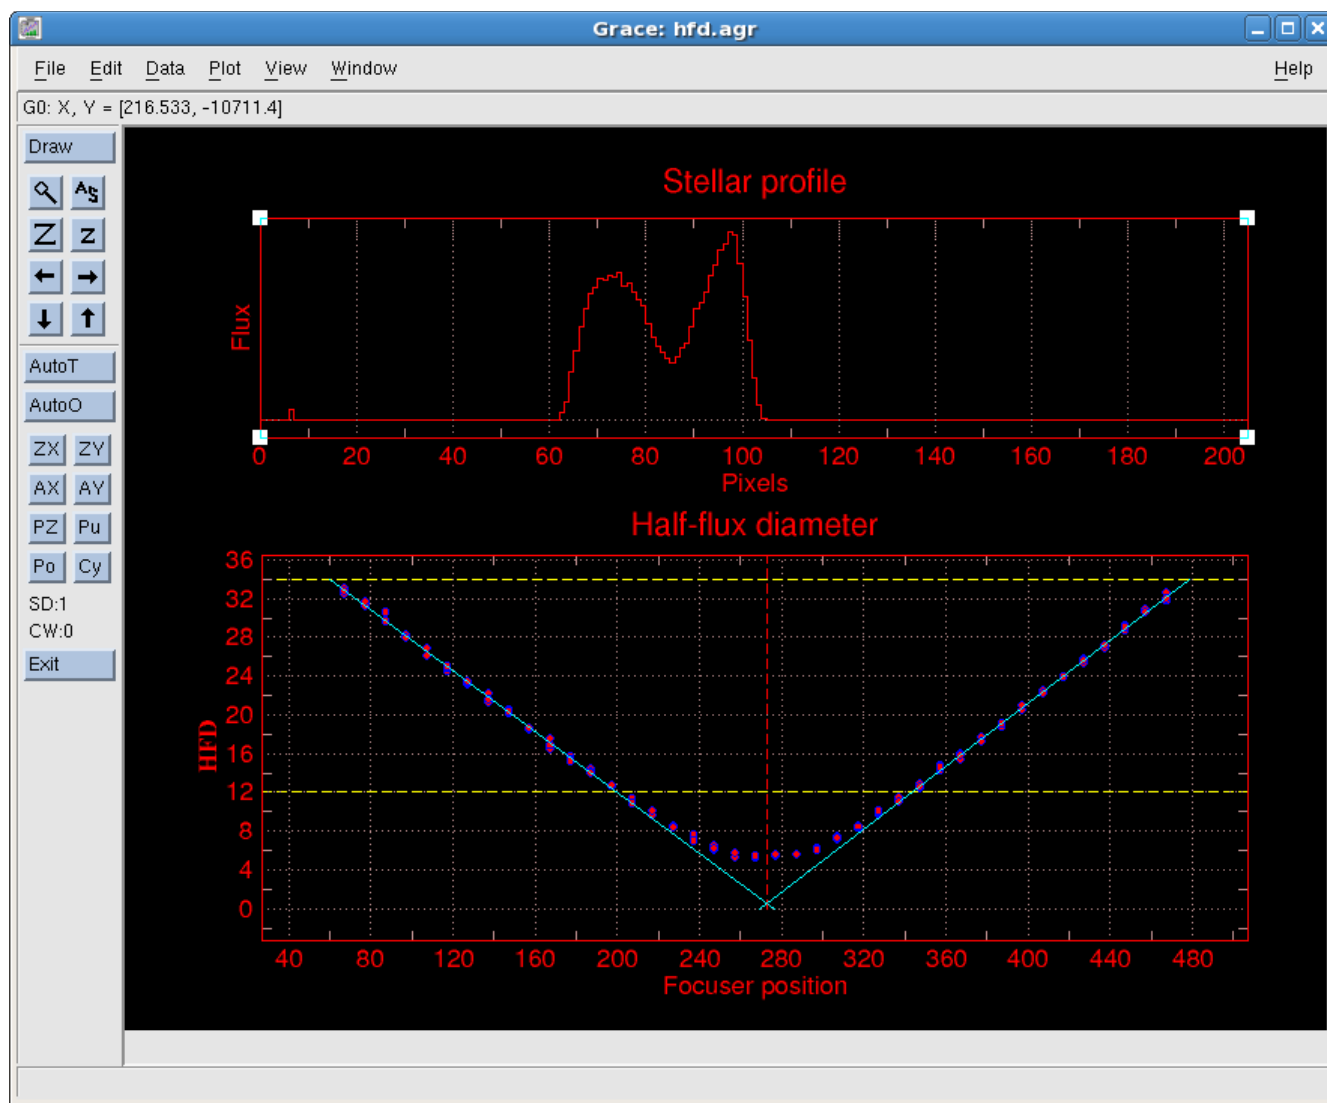 Grace: hfd.agr
File Edit Data Plot View Window Help
G0: X, Y = [216.533, -10711.4]
Draw
A S
Z z
AutoT
AutoO
ZX ZY
AX AY
PZ Pu
Po Cy
SD:1
CW:0
Exit
Stellar profile
Flux
0 20 40 60 80 100 120 140 160 180 200
Pixels
Half-flux diameter
36
32
28
24
20
16
12
8
4
0
HFD
40 80 120 160 200 240 280 320 360 400 440 480
Focuser position